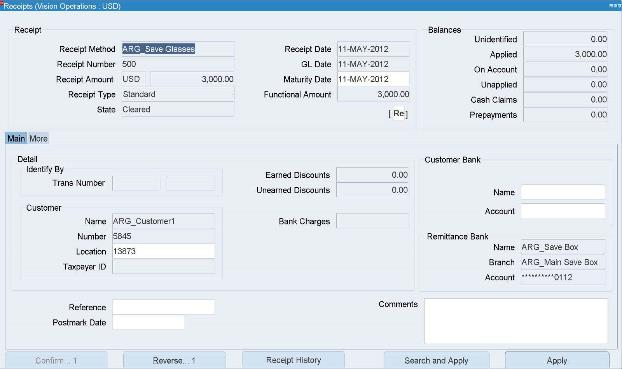 Receipts (Vision Operations : USD)
Receipt
Receipt Method ARG_Save Glasses
Receipt Number 500
Receipt Amount USD 3,000.00
Receipt Type Standard
State Cleared
Receipt Date 11-MAY-2012
GL Date 11-MAY-2012
Maturity Date 11-MAY-2012
Functional Amount 3,000.00
[ Re]
Balances
Unidentified 0.00
Applied 3,000.00
On Account 0.00
Unapplied 0.00
Cash Claims 0.00
Prepayments 0.00
Main More
Detail
Identify By
Trans Number
Customer
Name ARG_Customer1
Number 5845
Location 13873
Taxpayer ID
Earned Discounts 0.00
Unearned Discounts 0.00
Bank Charges
Customer Bank
Name
Account
Remittance Bank
Name ARG_Save Box
Branch ARG_Main Save Box
Account **********0112
Reference
Postmark Date
Comments
Confirm... 1 Reverse... 1 Receipt History Search and Apply Apply